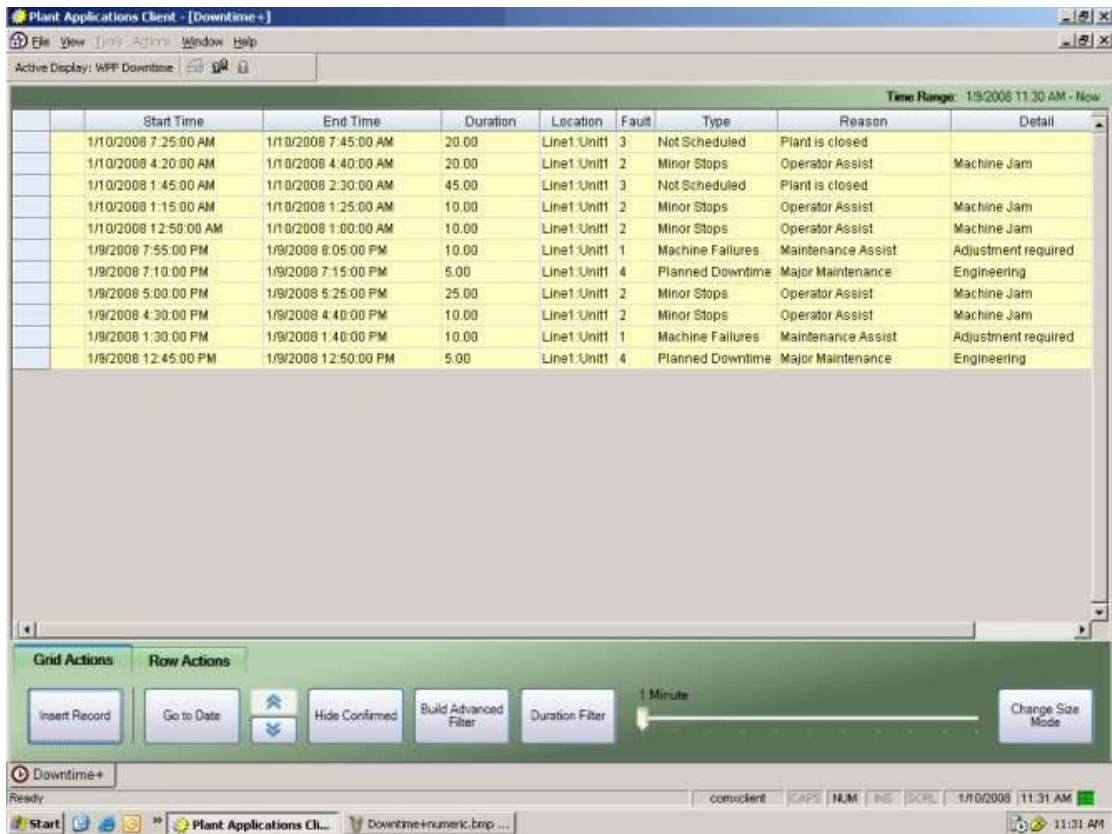 Plant Applications Client - [Downtime+]
File View Tools Actions Window Help
Active Display: WPF Downtime
Time Range: 1/9/2008 11:30 AM - Now
Start Time End Time Duration Location Fault Type Reason Detail
1/10/2008 7:25:00 AM 1/10/2008 7:45:00 AM 20.00 Line1:Unit1 3 Not Scheduled Plant is closed
1/10/2008 4:20:00 AM 1/10/2008 4:40:00 AM 20.00 Line1:Unit1 2 Minor Stops Operator Assist Machine Jam
1/10/2008 1:45:00 AM 1/10/2008 2:30:00 AM 45.00 Line1:Unit1 3 Not Scheduled Plant is closed
1/10/2008 1:15:00 AM 1/10/2008 1:25:00 AM 10.00 Line1:Unit1 2 Minor Stops Operator Assist Machine Jam
1/10/2008 12:50:00 AM 1/10/2008 1:00:00 AM 10.00 Line1:Unit1 2 Minor Stops Operator Assist Machine Jam
1/9/2008 7:55:00 PM 1/9/2008 8:05:00 PM 10.00 Line1:Unit1 1 Machine Failures Maintenance Assist Adjustment required
1/9/2008 7:10:00 PM 1/9/2008 7:15:00 PM 5.00 Line1:Unit1 4 Planned Downtime Major Maintenance Engineering
1/9/2008 5:00:00 PM 1/9/2008 5:25:00 PM 25.00 Line1:Unit1 2 Minor Stops Operator Assist Machine Jam
1/9/2008 4:30:00 PM 1/9/2008 4:40:00 PM 10.00 Line1:Unit1 2 Minor Stops Operator Assist Machine Jam
1/9/2008 1:30:00 PM 1/9/2008 1:40:00 PM 10.00 Line1:Unit1 1 Machine Failures Maintenance Assist Adjustment required
1/9/2008 12:45:00 PM 1/9/2008 12:50:00 PM 5.00 Line1:Unit1 4 Planned Downtime Major Maintenance Engineering
Grid Actions Row Actions
1 Minute
Insert Record Go to Date Hide Confirmed Build Advanced Filter Duration Filter Change Size Mode
Downtime+
Ready comxclient CAPS NUM INS SCRL 1/10/2008 11:31 AM
Start Plant Applications Cli... Downtime+numeric.bmp ... 11:31 AM